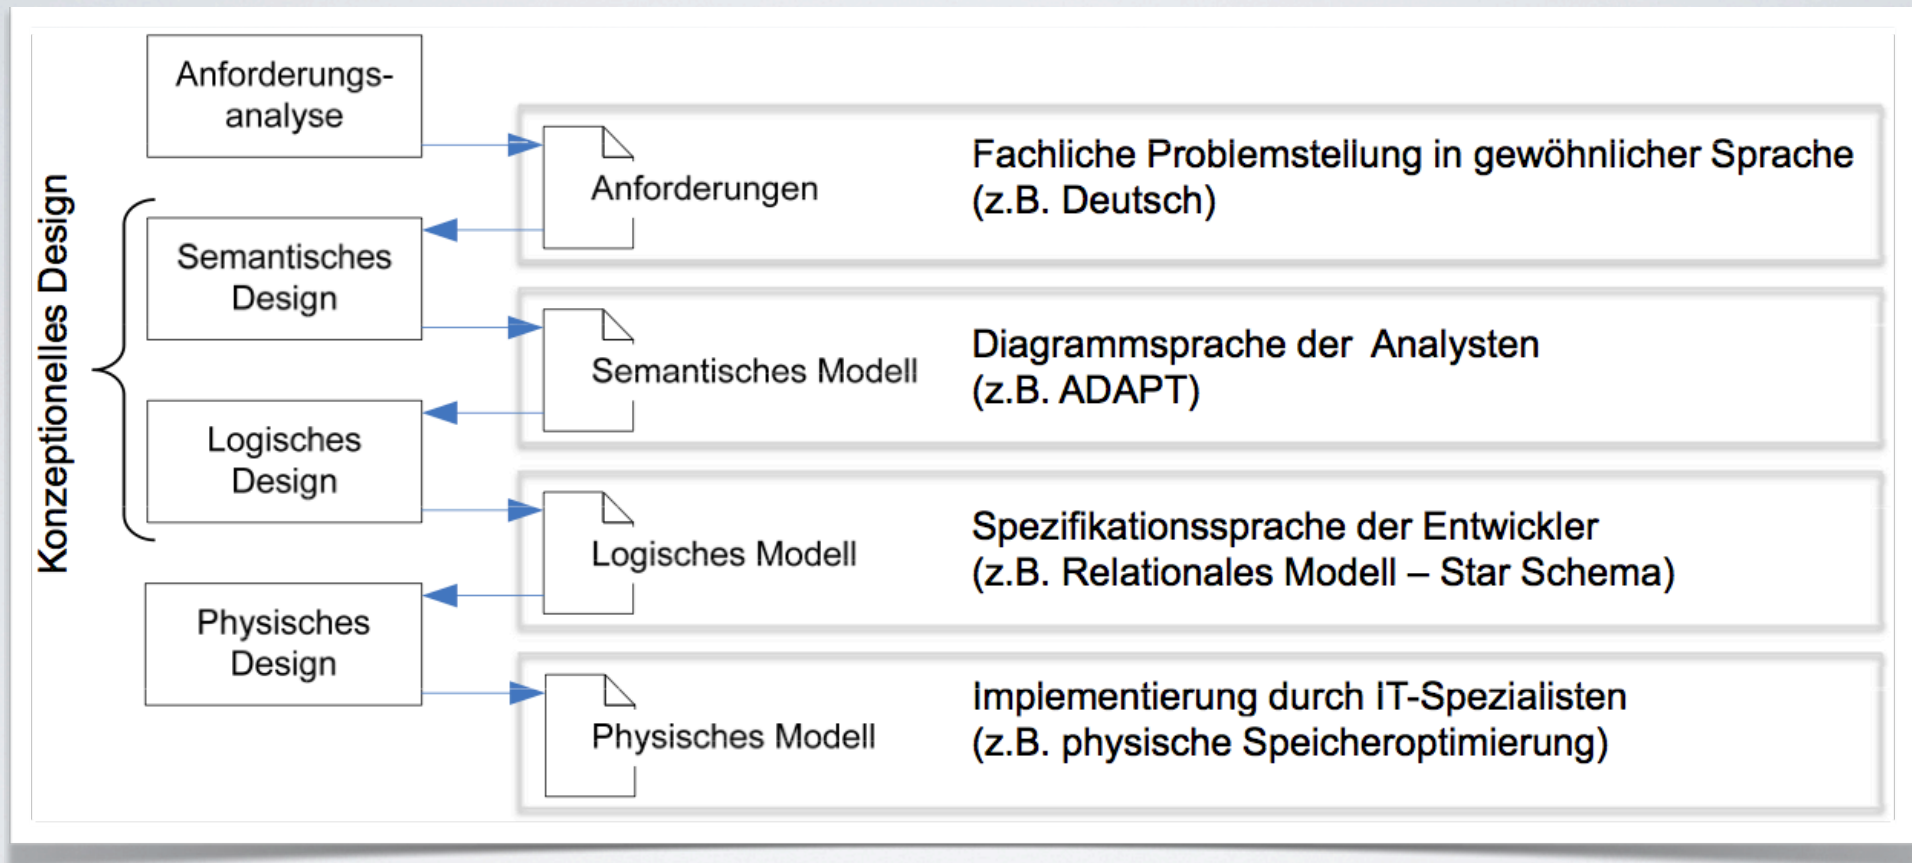 Konzeptionelles Design
Anforderungs-
analyse
Anforderungen
Fachliche Problemstellung in gewöhnlicher Sprache
(z.B. Deutsch)
Semantisches
Design
Semantisches Modell
Diagrammsprache der Analysten
(z.B. ADAPT)
Logisches
Design
Logisches Modell
Spezifikationssprache der Entwickler
(z.B. Relationales Modell – Star Schema)
Physisches
Design
Physisches Modell
Implementierung durch IT-Spezialisten
(z.B. physische Speicheroptimierung)